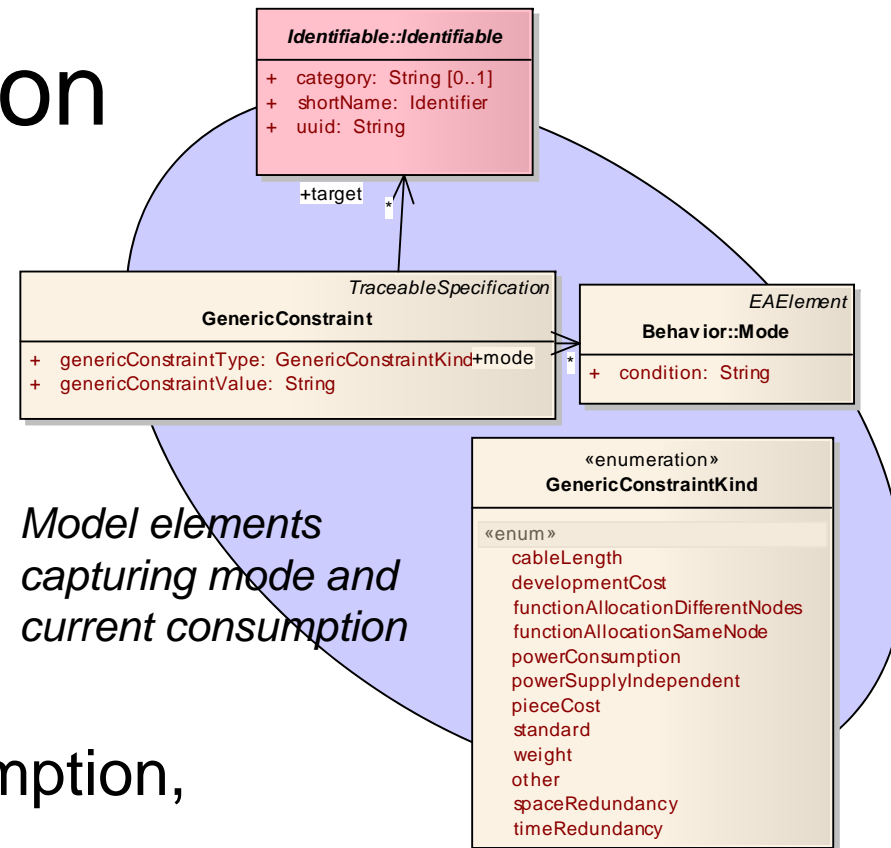 on
Identifiable::Identifiable
+ category: String [0..1]
+ shortName: Identifier
+ uuid: String
+target
*
TraceableSpecification
GenericConstraint
+ genericConstraintType: GenericConstraintKind
+ genericConstraintValue: String
+mode
*
EAElement
Behavior::Mode
+ condition: String
«enumeration»
GenericConstraintKind
«enum»
cableLength
developmentCost
functionAllocationDifferentNodes
functionAllocationSameNode
powerConsumption
powerSupplyIndependent
pieceCost
standard
weight
other
spaceRedundancy
timeRedundancy
Model elements
capturing mode and
current consumption
mption,